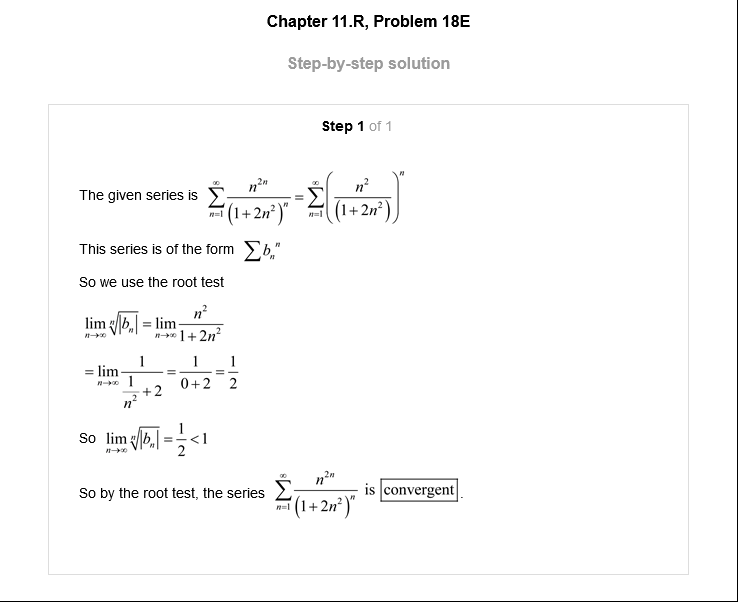 Chapter 11.R, Problem 18E
Step-by-step solution
Step 1 of 1
The given series is $\sum_{n=1}^{\infty} \frac{n^{2n}}{(1+2n^2)^n} = \sum_{n=1}^{\infty} \left( \frac{n^2}{(1+2n^2)} \right)^n$
This series is of the form $\sum b_n^{\,n}$
So we use the root test
$\lim_{n\to\infty} \sqrt[n]{|b_n|} = \lim_{n\to\infty} \frac{n^2}{1+2n^2}$
$= \lim_{n\to\infty} \frac{1}{\frac{1}{n^2}+2} = \frac{1}{0+2} = \frac{1}{2}$
So $\lim_{n\to\infty} \sqrt[n]{|b_n|} = \frac{1}{2} < 1$
So by the root test, the series $\sum_{n=1}^{\infty} \frac{n^{2n}}{(1+2n^2)^n}$ is convergent.